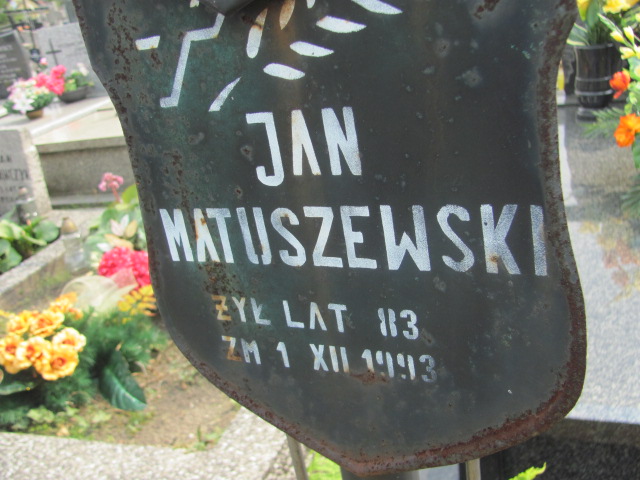 JAN
MATUSZEWSKI
ŻYŁ LAT 83
ZM 1 XII 1993